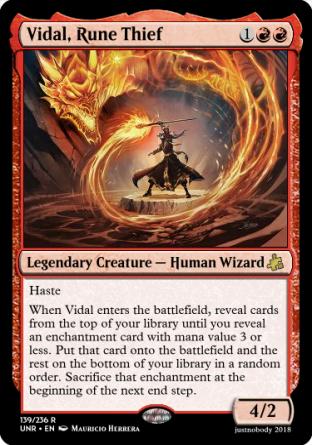 Vidal, Rune Thief 1
Legendary Creature — Human Wizard
Haste
When Vidal enters the battlefield, reveal cards
from the top of your library until you reveal
an enchantment card with mana value 3 or
less. Put that card onto the battlefield and the
rest on the bottom of your library in a random
order. Sacrifice that enchantment at the
beginning of the next end step.
4/2
139/236 R
UNR • EN Mauricio Herrera
justnobody 2018